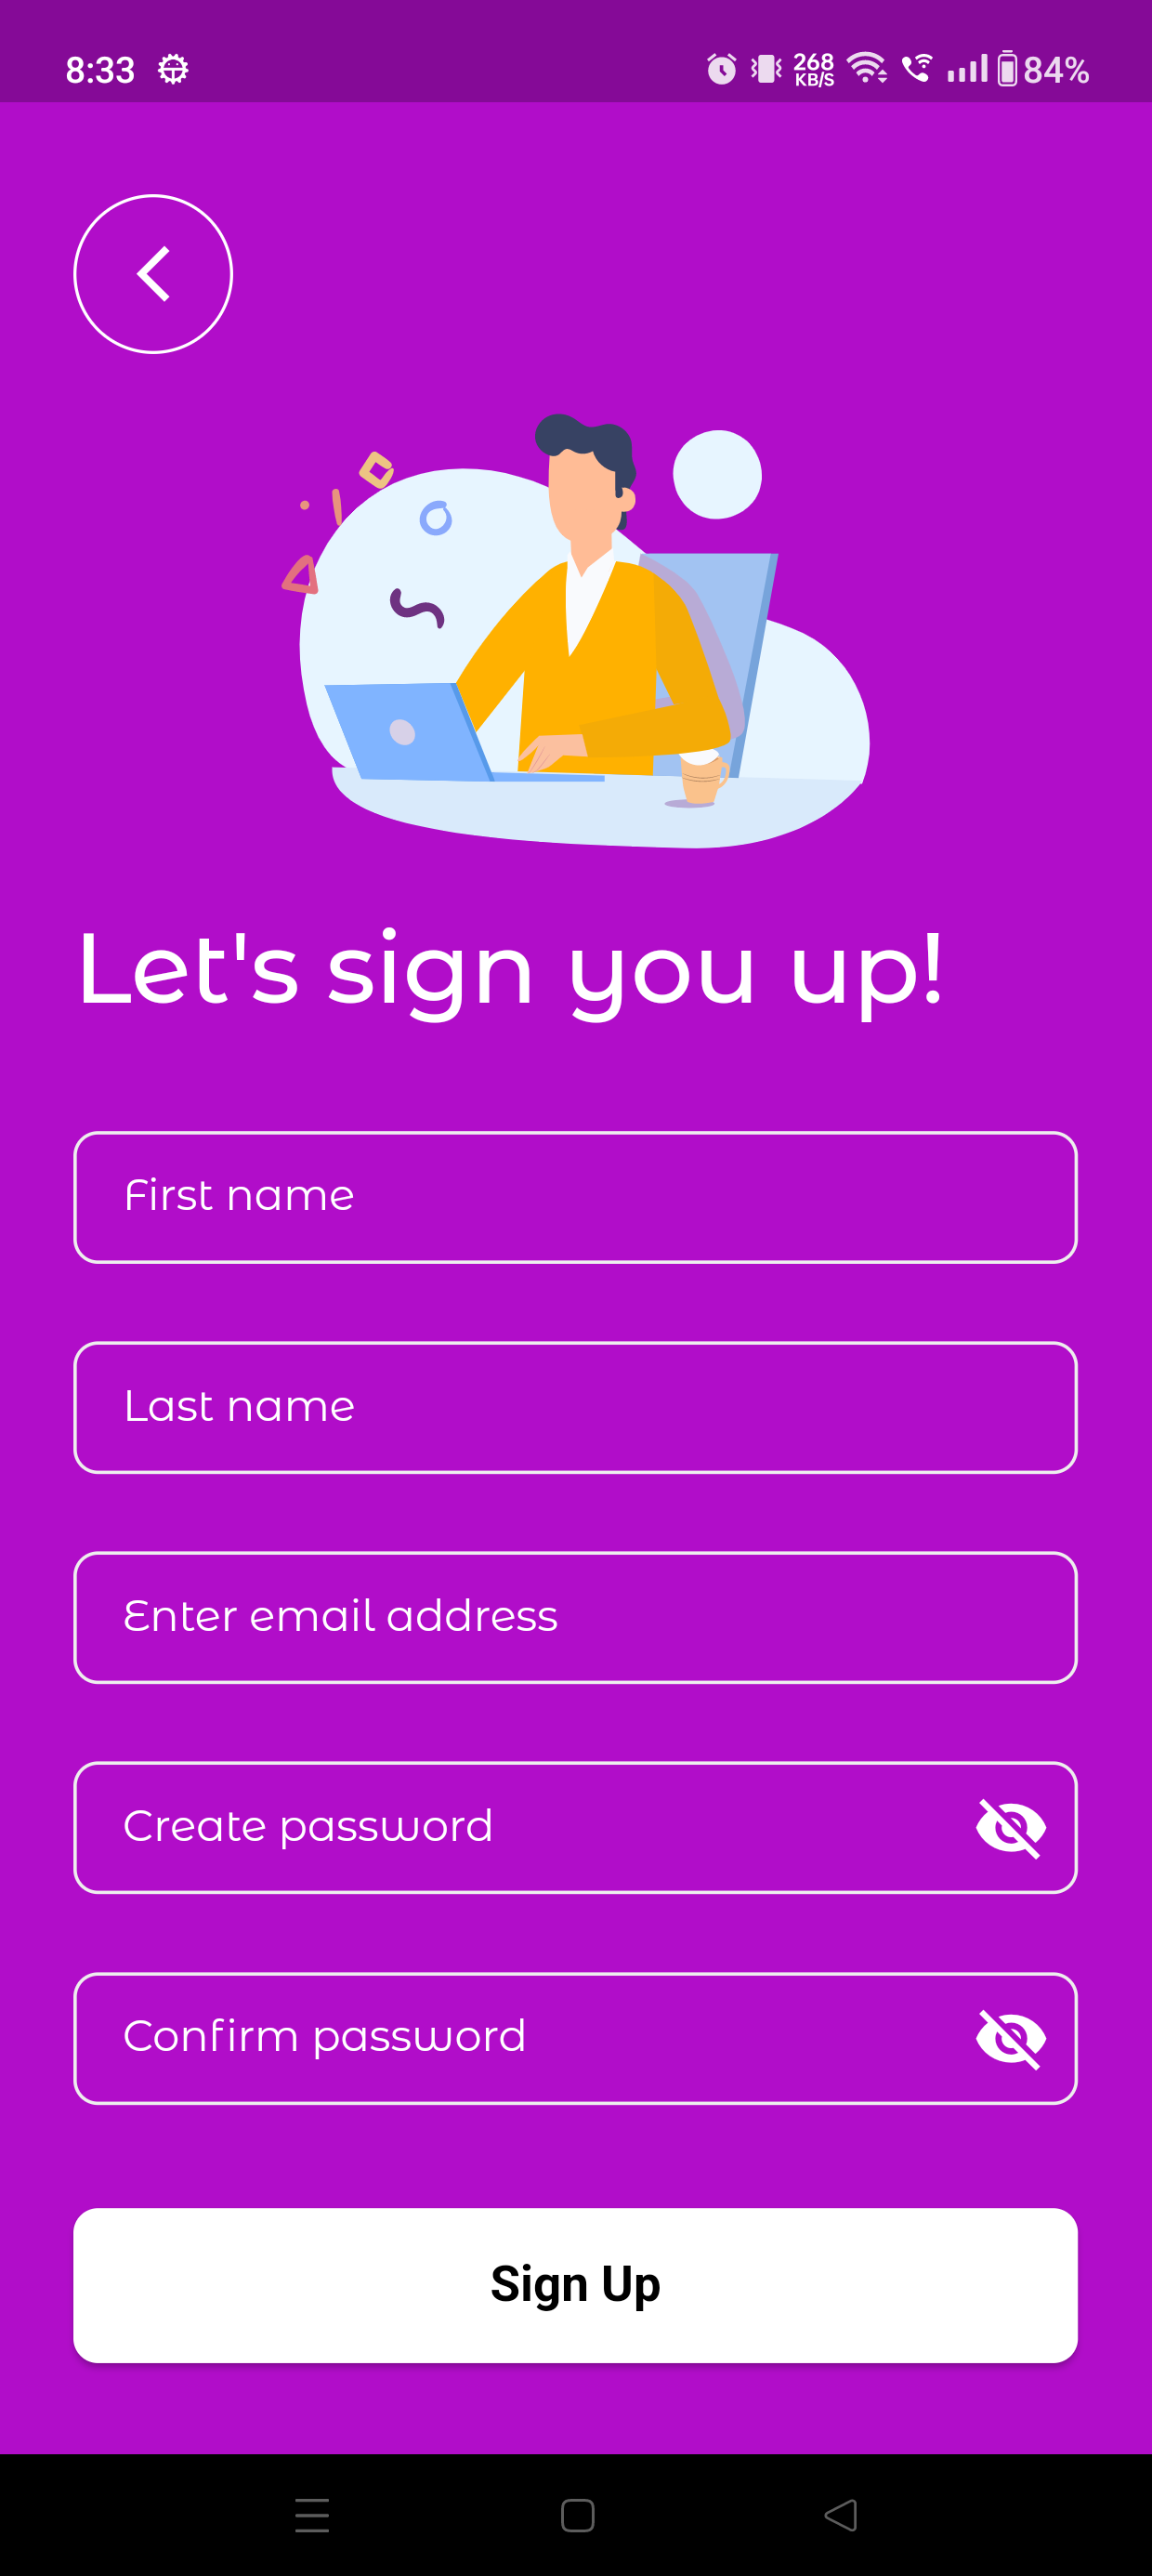 8:33 268 KB/S 84%
Let's sign you up!
First name
Last name
Enter email address
Create password
Confirm password
Sign Up